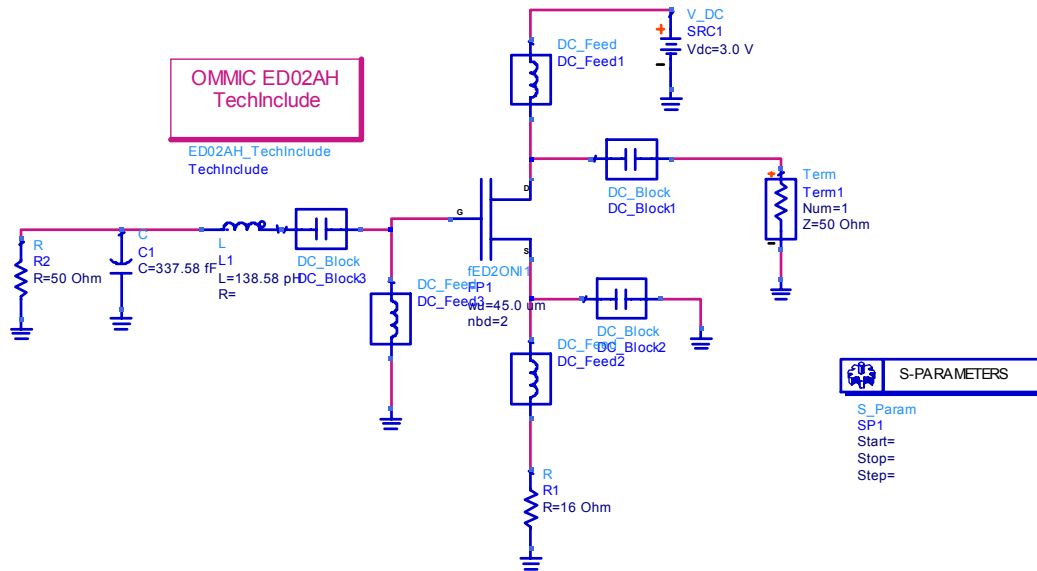 V_DC
SRC1
Vdc=3.0 V
DC_Feed
DC_Feed1
OMMIC ED02AH
TechInclude
ED02AH_TechInclude
TechInclude
D
DC_Block
DC_Block1
Term
Term1
Num=1
Z=50 Ohm
G
S
R
R2
R=50 Ohm
C
C1
C=337.58 fF
L
L1
L=138.58 pH
R=
DC_Block
DC_Block3
DC_Feed
DC_Feed3
fED2ONI1
FP1
wu=45.0 um
nbd=2
DC_Block
DC_Block2
DC_Feed
DC_Feed2
R
R1
R=16 Ohm
S-PARAMETERS
S_Param
SP1
Start=
Stop=
Step=